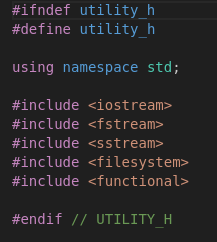 #ifndef utility_h
#define utility_h
using namespace std;
#include <iostream>
#include <fstream>
#include <sstream>
#include <filesystem>
#include <functional>
#endif // UTILITY_H